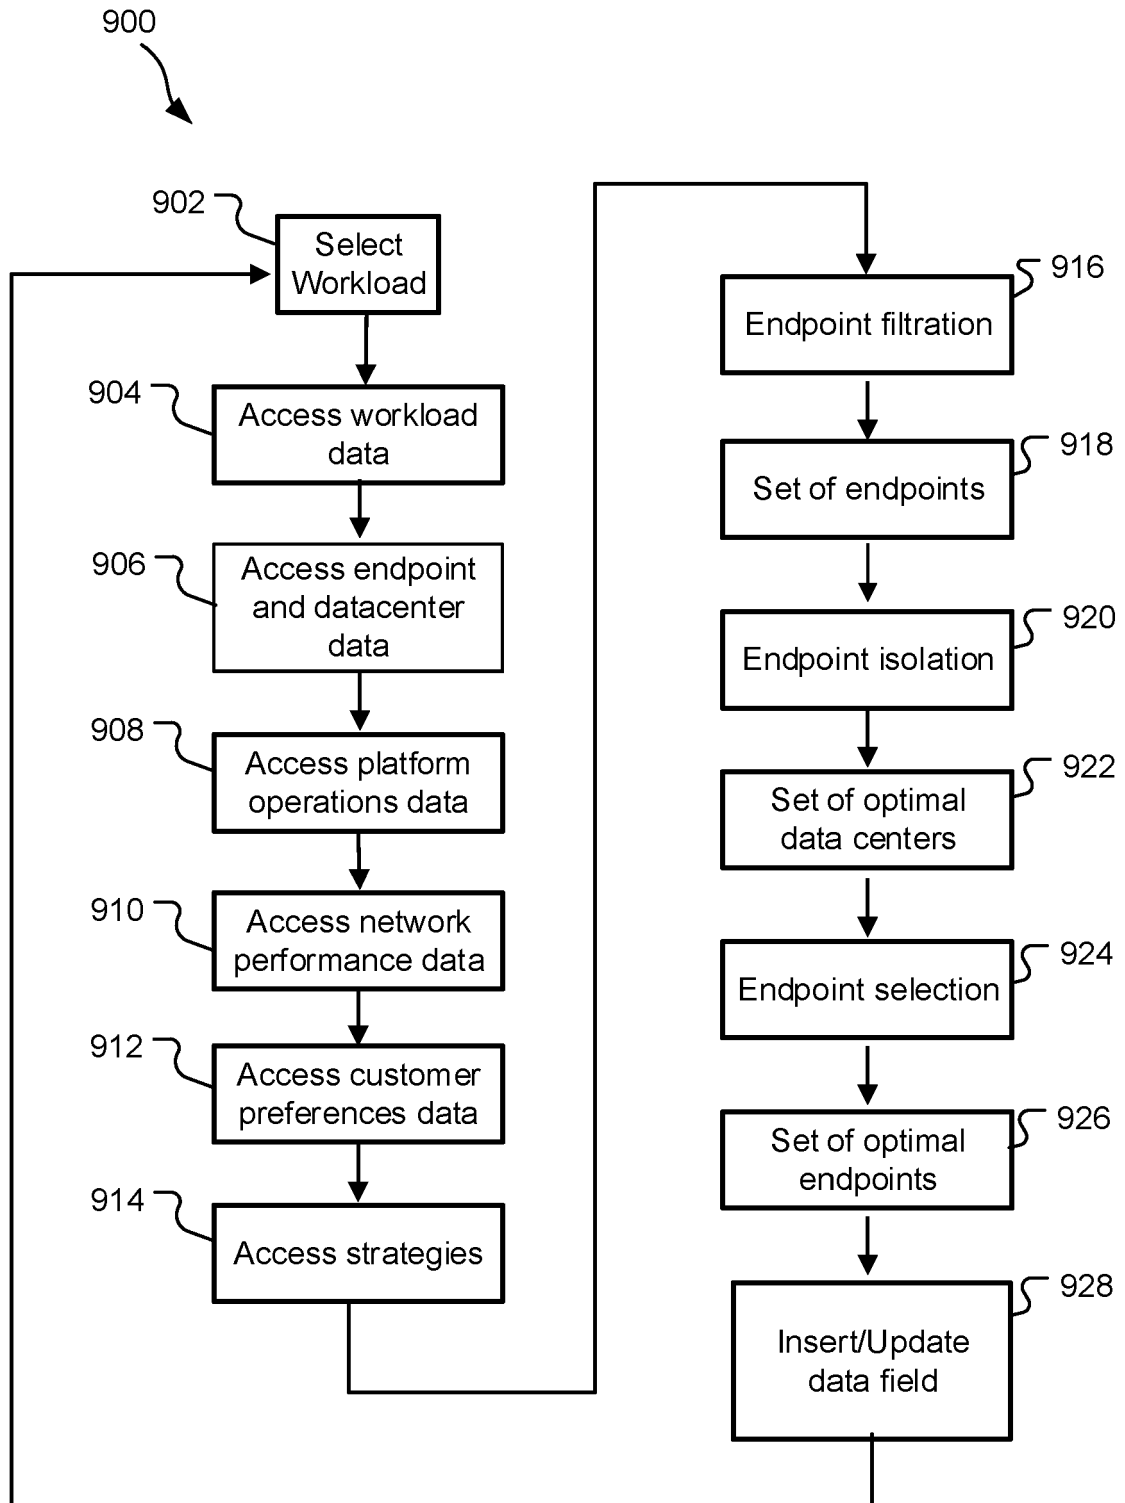 900
902
Select
Workload
904
Access workload
data
906
Access endpoint
and datacenter
data
908
Access platform
operations data
910
Access network
performance data
912
Access customer
preferences data
914
Access strategies
916
Endpoint filtration
918
Set of endpoints
920
Endpoint isolation
922
Set of optimal
data centers
924
Endpoint selection
926
Set of optimal
endpoints
928
Insert/Update
data field